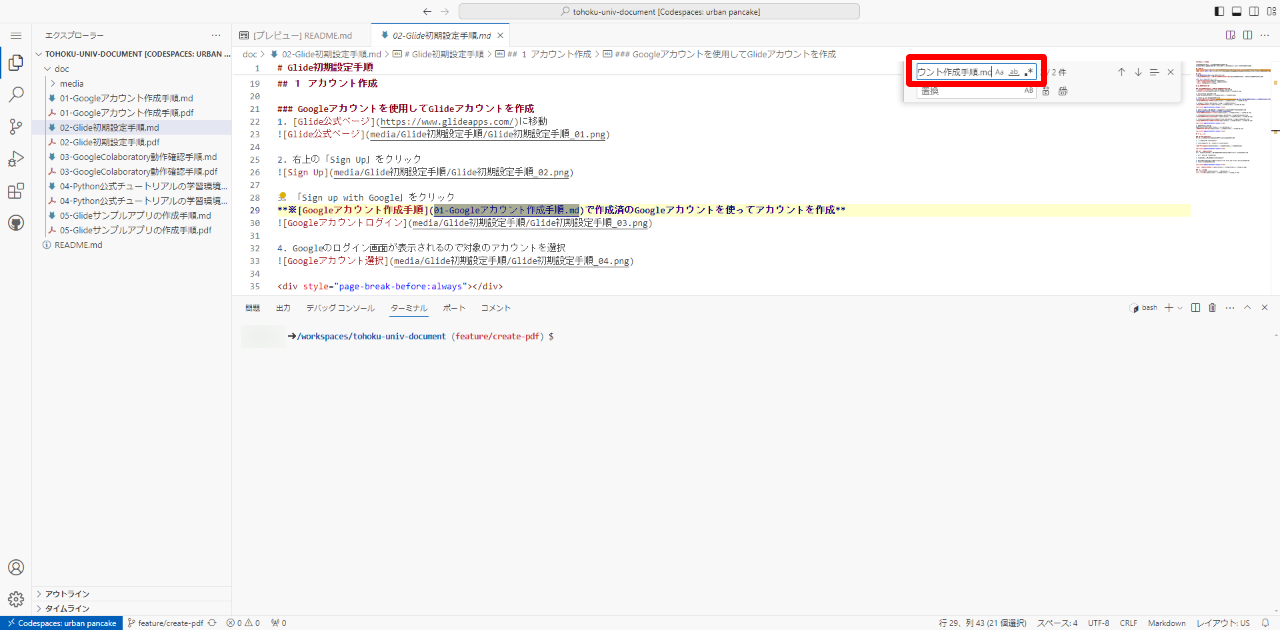 tohoku-univ-document [Codespaces: urban pancake]
エクスプローラー
TOHOKU-UNIV-DOCUMENT [CODESPACES: URBAN ...
doc
media
01-Googleアカウント作成手順.md
01-Googleアカウント作成手順.pdf
02-Glide初期設定手順.md
02-Glide初期設定手順.pdf
03-GoogleColaboratory動作確認手順.md
03-GoogleColaboratory動作確認手順.pdf
04-Python公式チュートリアルの学習環境...
04-Python公式チュートリアルの学習環境...
05-Glideサンプルアプリの作成手順.md
05-Glideサンプルアプリの作成手順.pdf
README.md
アウトライン
タイムライン
[プレビュー] README.md
02-Glide初期設定手順.md
doc > 02-Glide初期設定手順.md > # Glide初期設定手順 > ## 1 アカウント作成 > ### Googleアカウントを使用してGlideアカウントを作成
1 # Glide初期設定手順
19 ## 1 アカウント作成
20
21 ### Googleアカウントを使用してGlideアカウントを作成
22 1. [Glide公式ページ](https://www.glideapps.com/)にアクセス
23 ![Glide公式ページ](media/Glide初期設定手順/Glide初期設定手順_01.png)
24
25 2. 右上の「Sign Up」をクリック
26 ![Sign Up](media/Glide初期設定手順/Glide初期設定手順_02.png)
27
28 「Sign up with Google」をクリック
29 **※[Googleアカウント作成手順](01-Googleアカウント作成手順.md)で作成済のGoogleアカウントを使ってアカウントを作成**
30 ![Googleアカウントログイン](media/Glide初期設定手順/Glide初期設定手順_03.png)
31
32 4. Googleのログイン画面が表示されるので対象のアカウントを選択
33 ![Googleアカウント選択](media/Glide初期設定手順/Glide初期設定手順_04.png)
34
35 <div style="page-break-before:always"></div>
ウント作成手順.md Aa ab .* / 2 件
置換 AB
問題 出力 デバッグ コンソール ターミナル ポート コメント
bash
➜/workspaces/tohoku-univ-document (feature/create-pdf) $
Codespaces: urban pancake feature/create-pdf 0 0 0
行 29、列 43 (21 個選択) スペース: 4 UTF-8 CRLF Markdown レイアウト: US